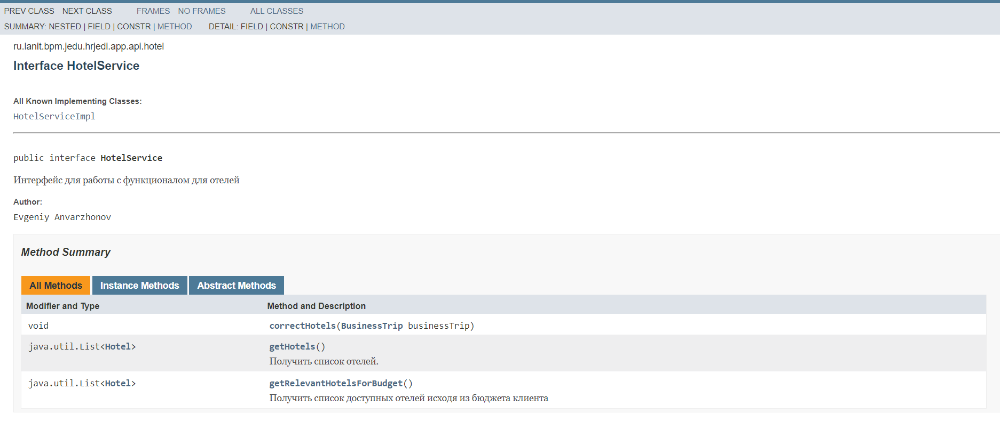 PREV CLASS NEXT CLASS FRAMES NO FRAMES ALL CLASSES
SUMMARY: NESTED | FIELD | CONSTR | METHOD DETAIL: FIELD | CONSTR | METHOD
ru.lanit.bpm.jedu.hrjedi.app.api.hotel
Interface HotelService
All Known Implementing Classes:
HotelServiceImpl
public interface HotelService
Интерфейс для работы с функционалом для отелей
Author:
Evgeniy Anvarzhonov
Method Summary
All Methods Instance Methods Abstract Methods
Modifier and Type Method and Description
void correctHotels(BusinessTrip businessTrip)
java.util.List<Hotel> getHotels()
Получить список отелей.
java.util.List<Hotel> getRelevantHotelsForBudget()
Получить список доступных отелей исходя из бюджета клиента